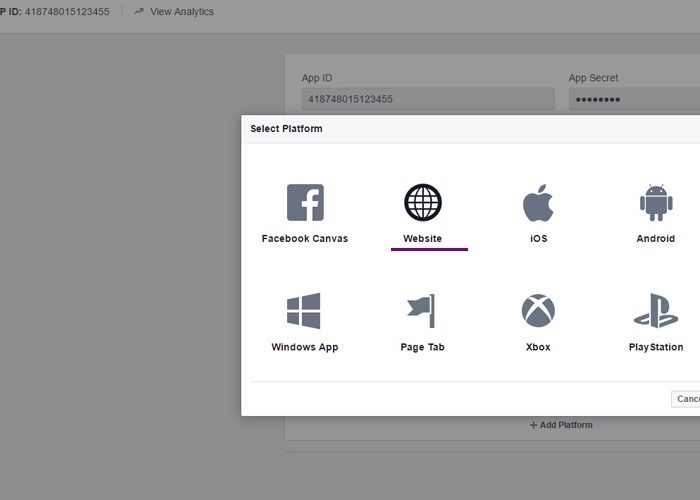 P ID: 418748015123455 View Analytics
App ID App Secret
418748015123455 ••••••••
Select Platform
Facebook Canvas Website iOS Android
Windows App Page Tab Xbox PlayStation
Cance
+ Add Platform